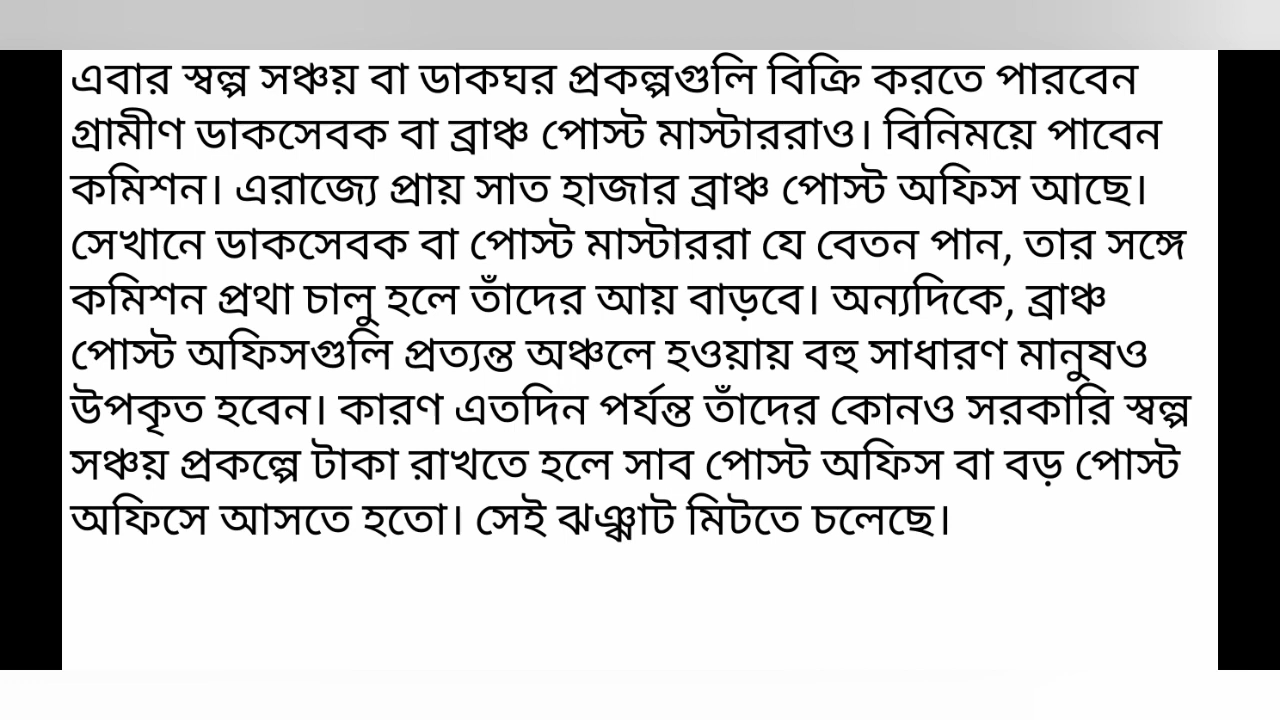 এবার স্বল্প সঞ্চয় বা ডাকঘর প্রকল্পগুলি বিক্রি করতে পারবেন
গ্রামীণ ডাকসেবক বা ব্রাঞ্চ পোস্ট মাস্টাররাও। বিনিময়ে পাবেন
কমিশন। এরাজ্যে প্রায় সাত হাজার ব্রাঞ্চ পোস্ট অফিস আছে।
সেখানে ডাকসেবক বা পোস্ট মাস্টাররা যে বেতন পান, তার সঙ্গে
কমিশন প্রথা চালু হলে তাঁদের আয় বাড়বে। অন্যদিকে, ব্রাঞ্চ
পোস্ট অফিসগুলি প্রত্যন্ত অঞ্চলে হওয়ায় বহু সাধারণ মানুষও
উপকৃত হবেন। কারণ এতদিন পর্যন্ত তাঁদের কোনও সরকারি স্বল্প
সঞ্চয় প্রকল্পে টাকা রাখতে হলে সাব পোস্ট অফিস বা বড় পোস্ট
অফিসে আসতে হতো। সেই ঝঞ্ঝাট মিটতে চলেছে।